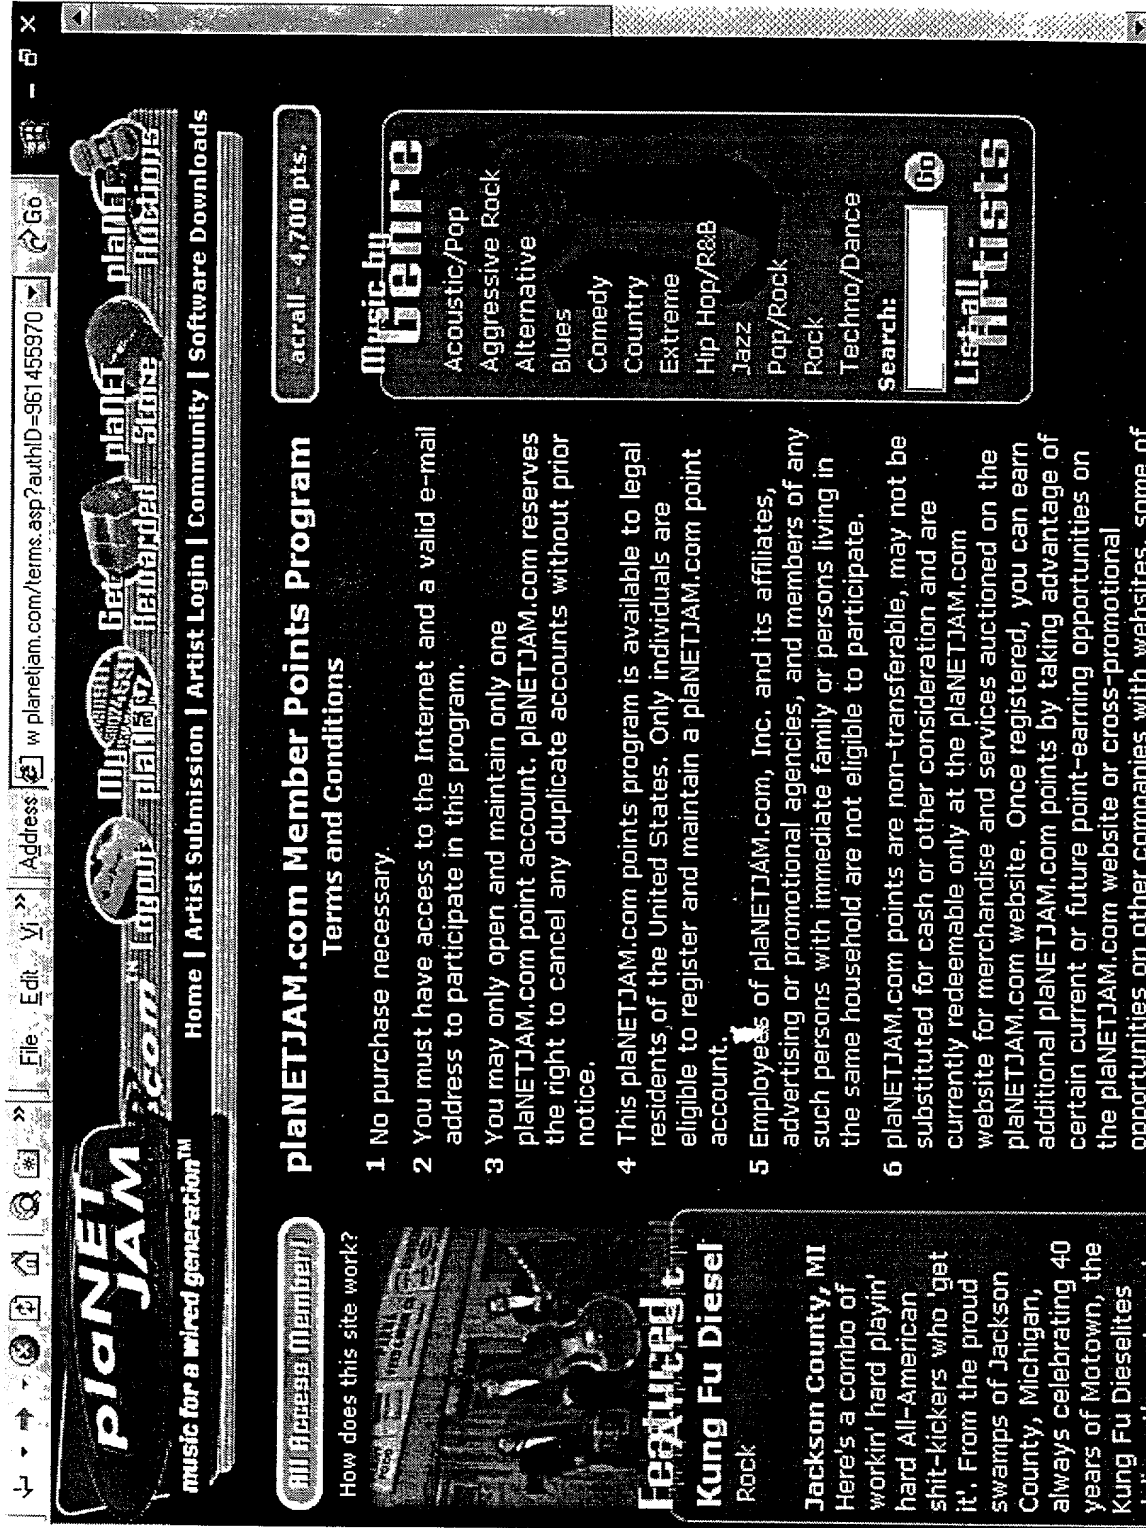 File Edit Vi » Address w planetjam.com/terms.asp?authID=961455970 Go
plaNET
JAM
.com™
music for a wired generation™
Logout
My
plaNET
Get
Rewarded
plaNET
Store
plaNET
Auctions
Home | Artist Submission | Artist Login | Community | Software Downloads
All Access Member!
How does this site work?
Featured
Artist
Kung Fu Diesel
Rock
Jackson County, MI
Here's a combo of
workin' hard playin'
hard All-American
shit-kickers who 'get
it'. From the proud
swamps of Jackson
County, Michigan,
always celebrating 40
years of Motown, the
Kung Fu Dieselites
plaNETJAM.com Member Points Program
Terms and Conditions
1 No purchase necessary.
2 You must have access to the Internet and a valid e-mail
address to participate in this program.
3 You may only open and maintain only one
plaNETJAM.com point account. plaNETJAM.com reserves
the right to cancel any duplicate accounts without prior
notice.
4 This plaNETJAM.com points program is available to legal
residents of the United States. Only individuals are
eligible to register and maintain a plaNETJAM.com point
account.
5 Employees of plaNETJAM.com, Inc. and its affiliates,
advertising or promotional agencies, and members of any
such persons with immediate family or persons living in
the same household are not eligible to participate.
6 plaNETJAM.com points are non-transferable, may not be
substituted for cash or other consideration and are
currently redeemable only at the plaNETJAM.com
website for merchandise and services auctioned on the
plaNETJAM.com website. Once registered, you can earn
additional plaNETJAM.com points by taking advantage of
certain current or future point-earning opportunities on
the plaNETJAM.com website or cross-promotional
opportunities on other companies with websites, some of
acrall - 4,700 pts.
Music by
Genre
Acoustic/Pop
Aggressive Rock
Alternative
Blues
Comedy
Country
Extreme
Hip Hop/R&B
Jazz
Pop/Rock
Rock
Techno/Dance
Search:
Go
List all
Artists